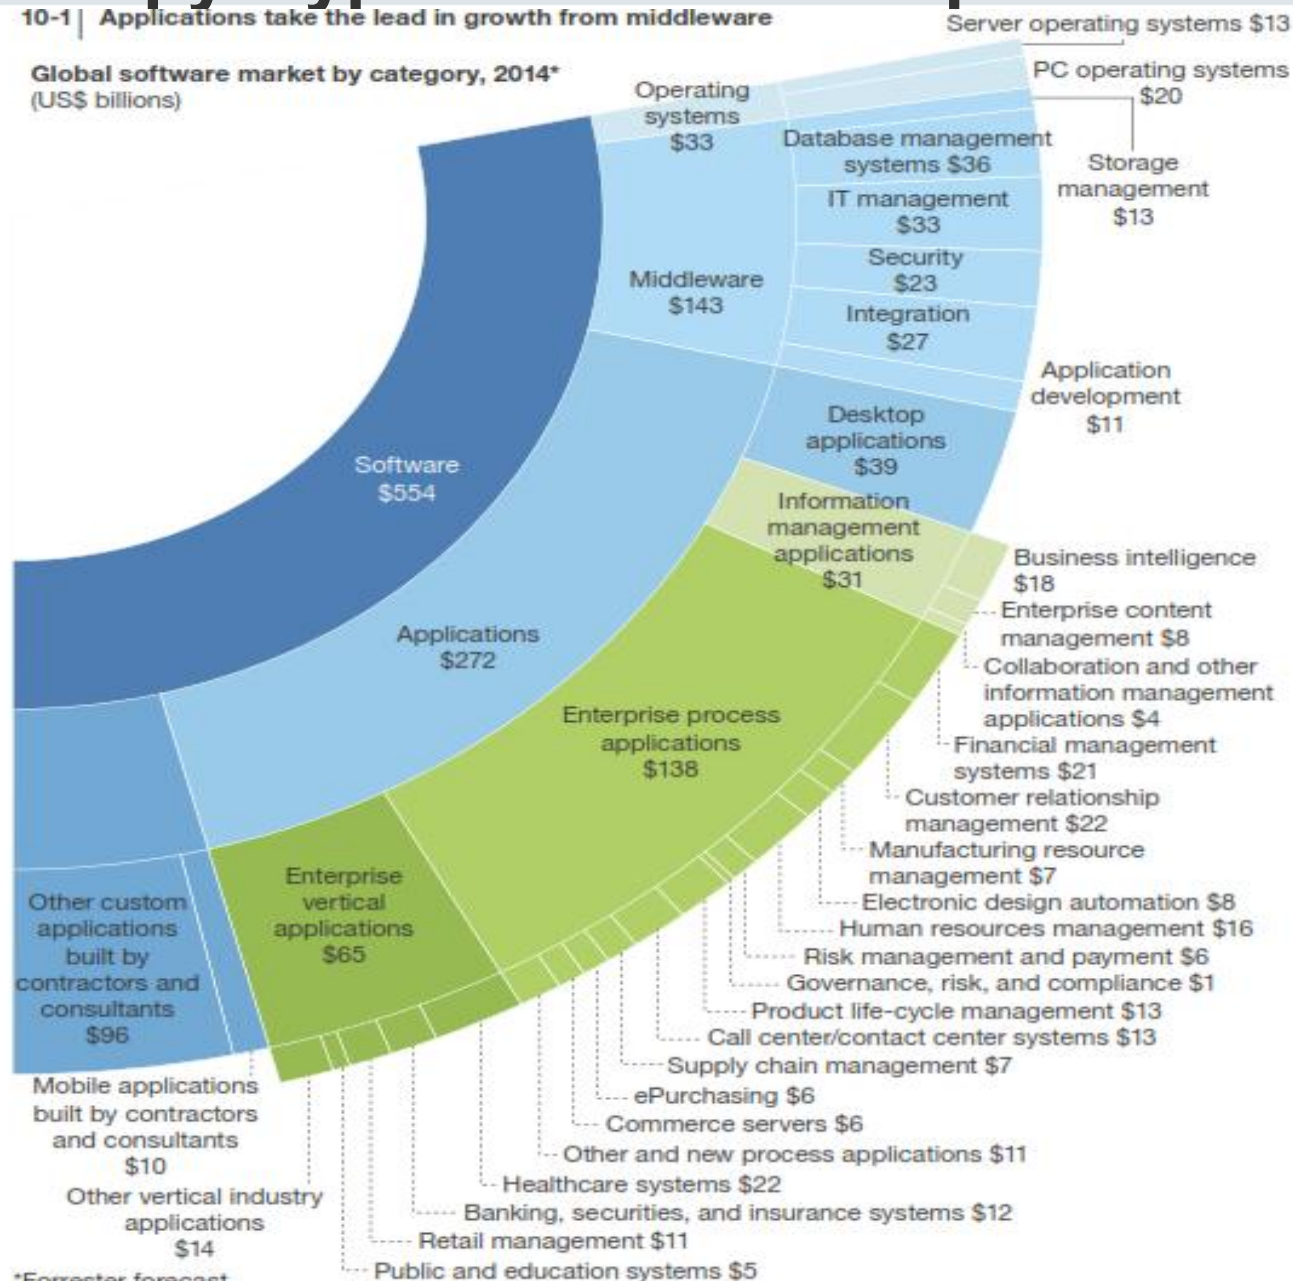 10-1 | Applications take the lead in growth from middleware
Global software market by category, 2014*
(US$ billions)
Server operating systems $13
PC operating systems
$20
Operating
systems
$33
Storage
management
$13
Database management
systems $36
IT management
$33
Security
$23
Integration
$27
Middleware
$143
Application
development
$11
Desktop
applications
$39
Software
$554
Information
management
applications
$31
Business intelligence
$18
Enterprise content
management $8
Collaboration and other
information management
applications $4
Applications
$272
Enterprise process
applications
$138
Financial management
systems $21
Customer relationship
management $22
Manufacturing resource
management $7
Electronic design automation $8
Human resources management $16
Risk management and payment $6
Governance, risk, and compliance $1
Product life-cycle management $13
Call center/contact center systems $13
Supply chain management $7
ePurchasing $6
Commerce servers $6
Other and new process applications $11
Enterprise
vertical
applications
$65
Healthcare systems $22
Banking, securities, and insurance systems $12
Retail management $11
Public and education systems $5
Other custom
applications
built by
contractors and
consultants
$96
Mobile applications
built by contractors
and consultants
$10
Other vertical industry
applications
$14
*Forrester forecast